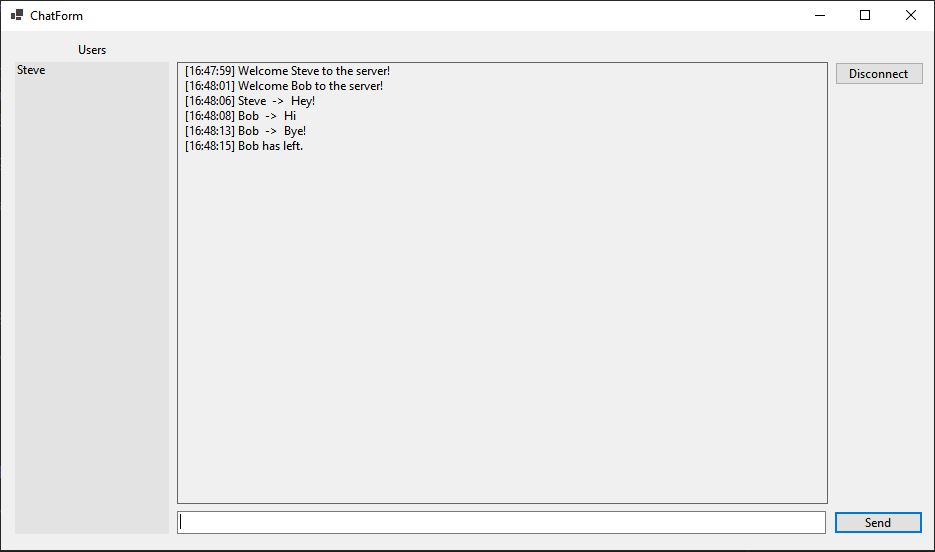 ChatForm
Users
Steve
[16:47:59] Welcome Steve to the server!
[16:48:01] Welcome Bob to the server!
[16:48:06] Steve -> Hey!
[16:48:08] Bob -> Hi
[16:48:13] Bob -> Bye!
[16:48:15] Bob has left.
Disconnect
Send